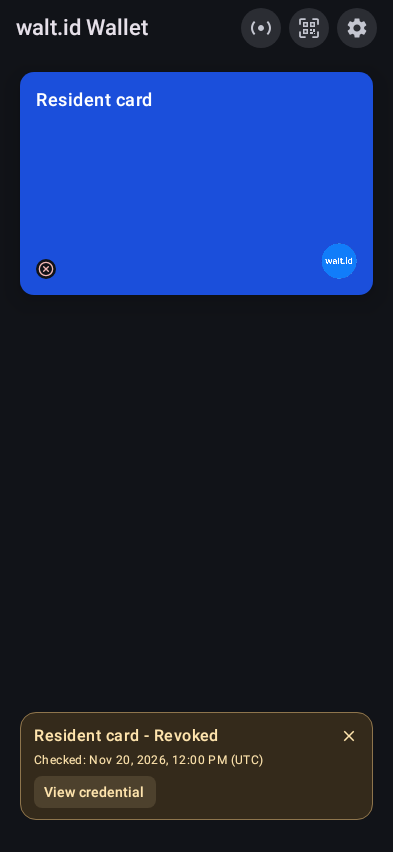 walt.id Wallet
Resident card
walt.id
Resident card - Revoked
Checked: Nov 20, 2026, 12:00 PM (UTC)
View credential